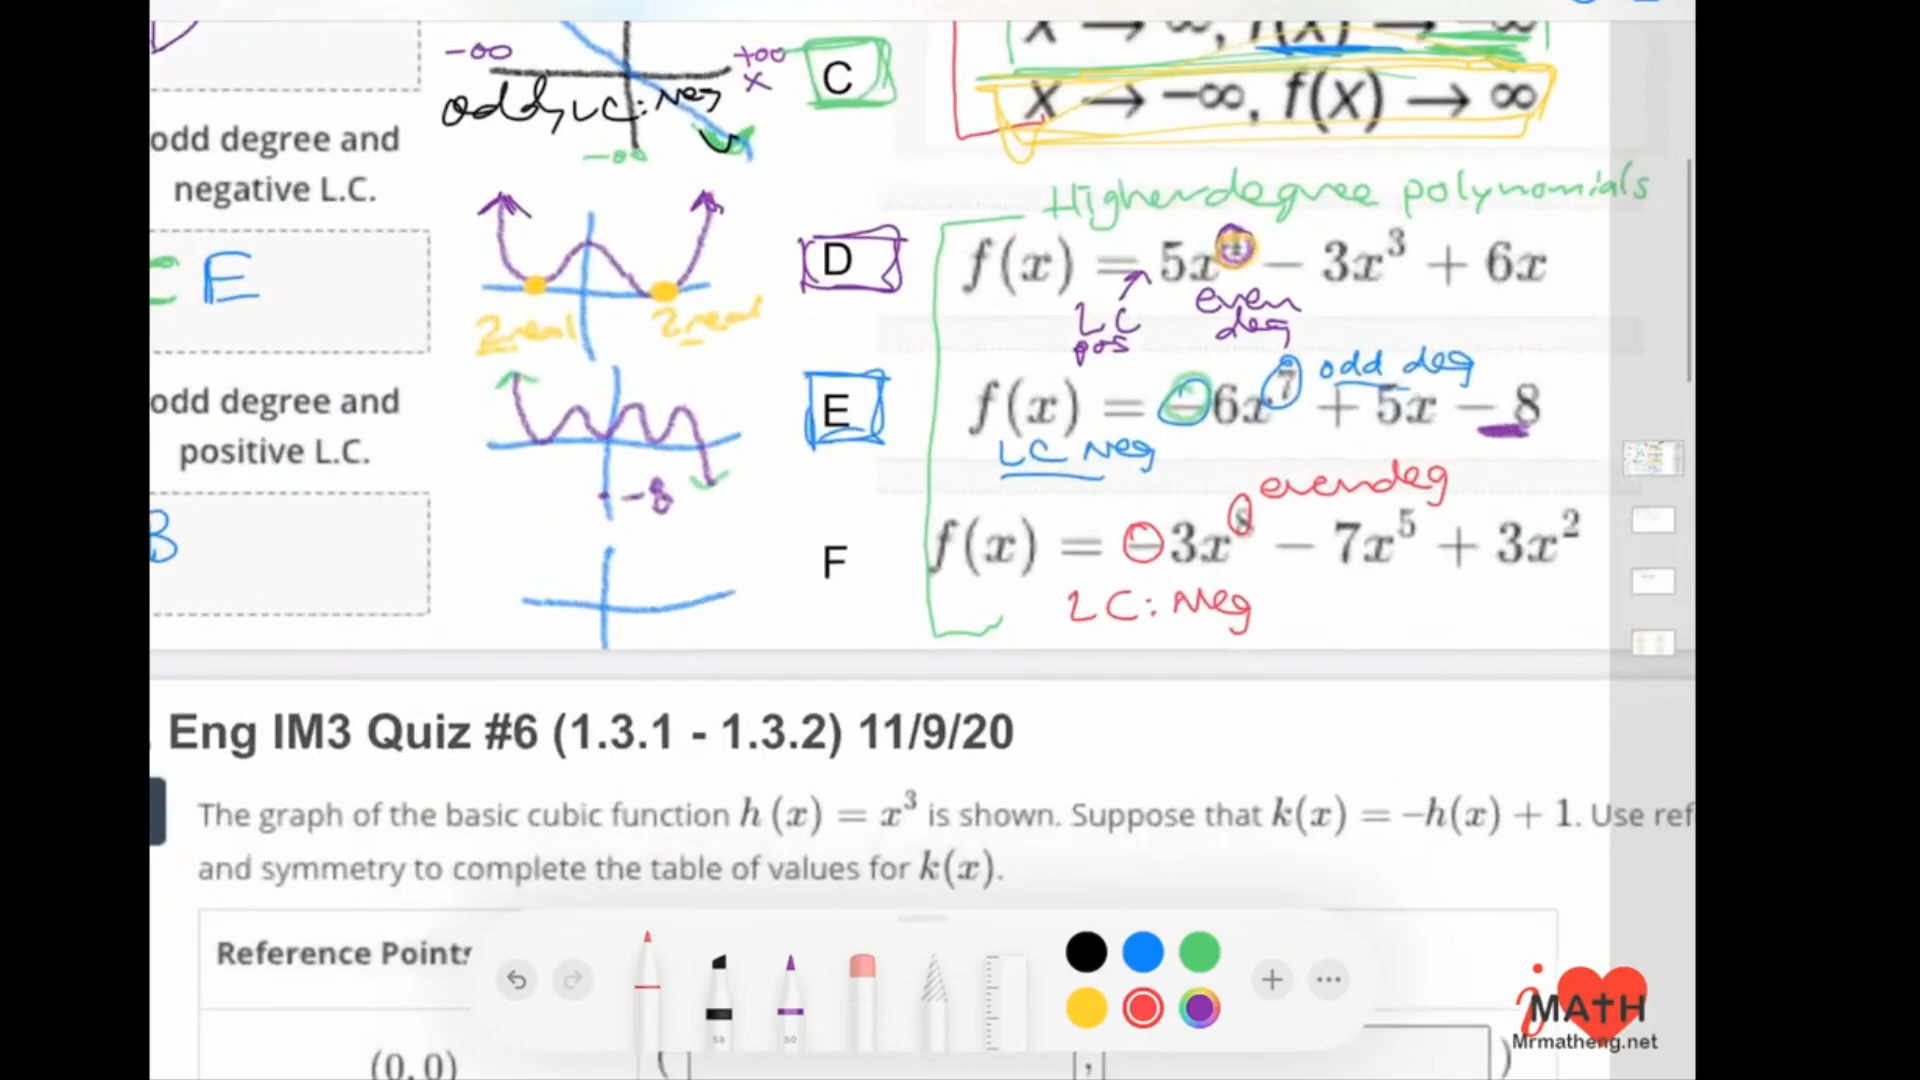 −∞ +∞
x
C
x → −∞, f(x) → ∞
odd, LC: Neg
−∞
odd degree and
negative L.C.
Higher degree polynomials
E
D
f(x) = 5x⁴ − 3x³ + 6x
LC
pos
even
deg
2 real 2 real
odd degree and
positive L.C.
E
f(x) = −6x⁷ + 5x − 8
odd deg
LC Neg
−8
B
F
f(x) = −3x⁸ − 7x⁵ + 3x²
even deg
LC: Neg
Eng IM3 Quiz #6 (1.3.1 - 1.3.2) 11/9/20
The graph of the basic cubic function h (x) = x³ is shown. Suppose that k(x) = −h(x) + 1. Use ref
and symmetry to complete the table of values for k(x).
Reference Points
58 50
(0,0) ( , )
i MATH
Mrmatheng.net